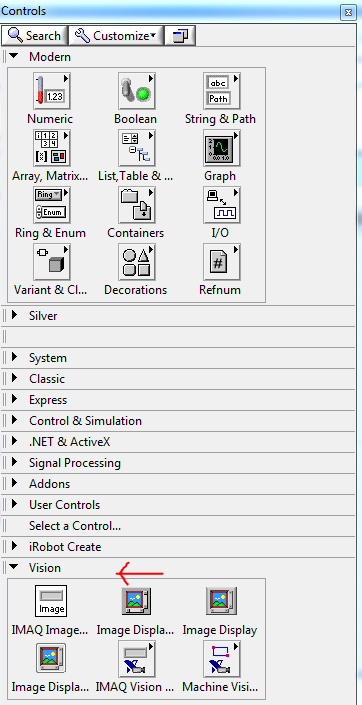 Controls
Search Customize
Modern
1.23 abc Path
Numeric Boolean String & Path
1 2 3 4
Array, Matrix... List,Table & ... Graph
Ring Enum
Ring & Enum Containers I/O
#
Variant & Cl... Decorations Refnum
Silver
System
Classic
Express
Control & Simulation
.NET & ActiveX
Signal Processing
Addons
User Controls
Select a Control...
iRobot Create
Vision
Image
IMAQ Image... Image Displa... Image Display
Image Displa... IMAQ Vision ... Machine Visi...